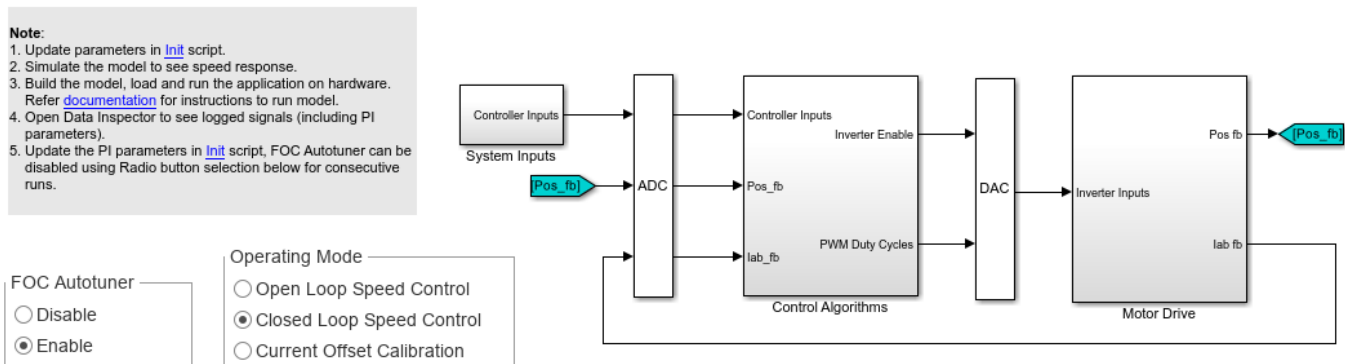 Note:
1. Update parameters in Init script.
2. Simulate the model to see speed response.
3. Build the model, load and run the application on hardware.
Refer documentation for instructions to run model.
4. Open Data Inspector to see logged signals (including PI
parameters).
5. Update the PI parameters in Init script, FOC Autotuner can be
disabled using Radio button selection below for consecutive
runs.
FOC Autotuner
Disable
Enable
Operating Mode
Open Loop Speed Control
Closed Loop Speed Control
Current Offset Calibration
Controller Inputs
System Inputs
[Pos_fb]
ADC
Controller Inputs
Inverter Enable
Pos_fb
PWM Duty Cycles
Iab_fb
Control Algorithms
DAC
Pos fb
Inverter Inputs
Iab fb
Motor Drive
[Pos_fb]